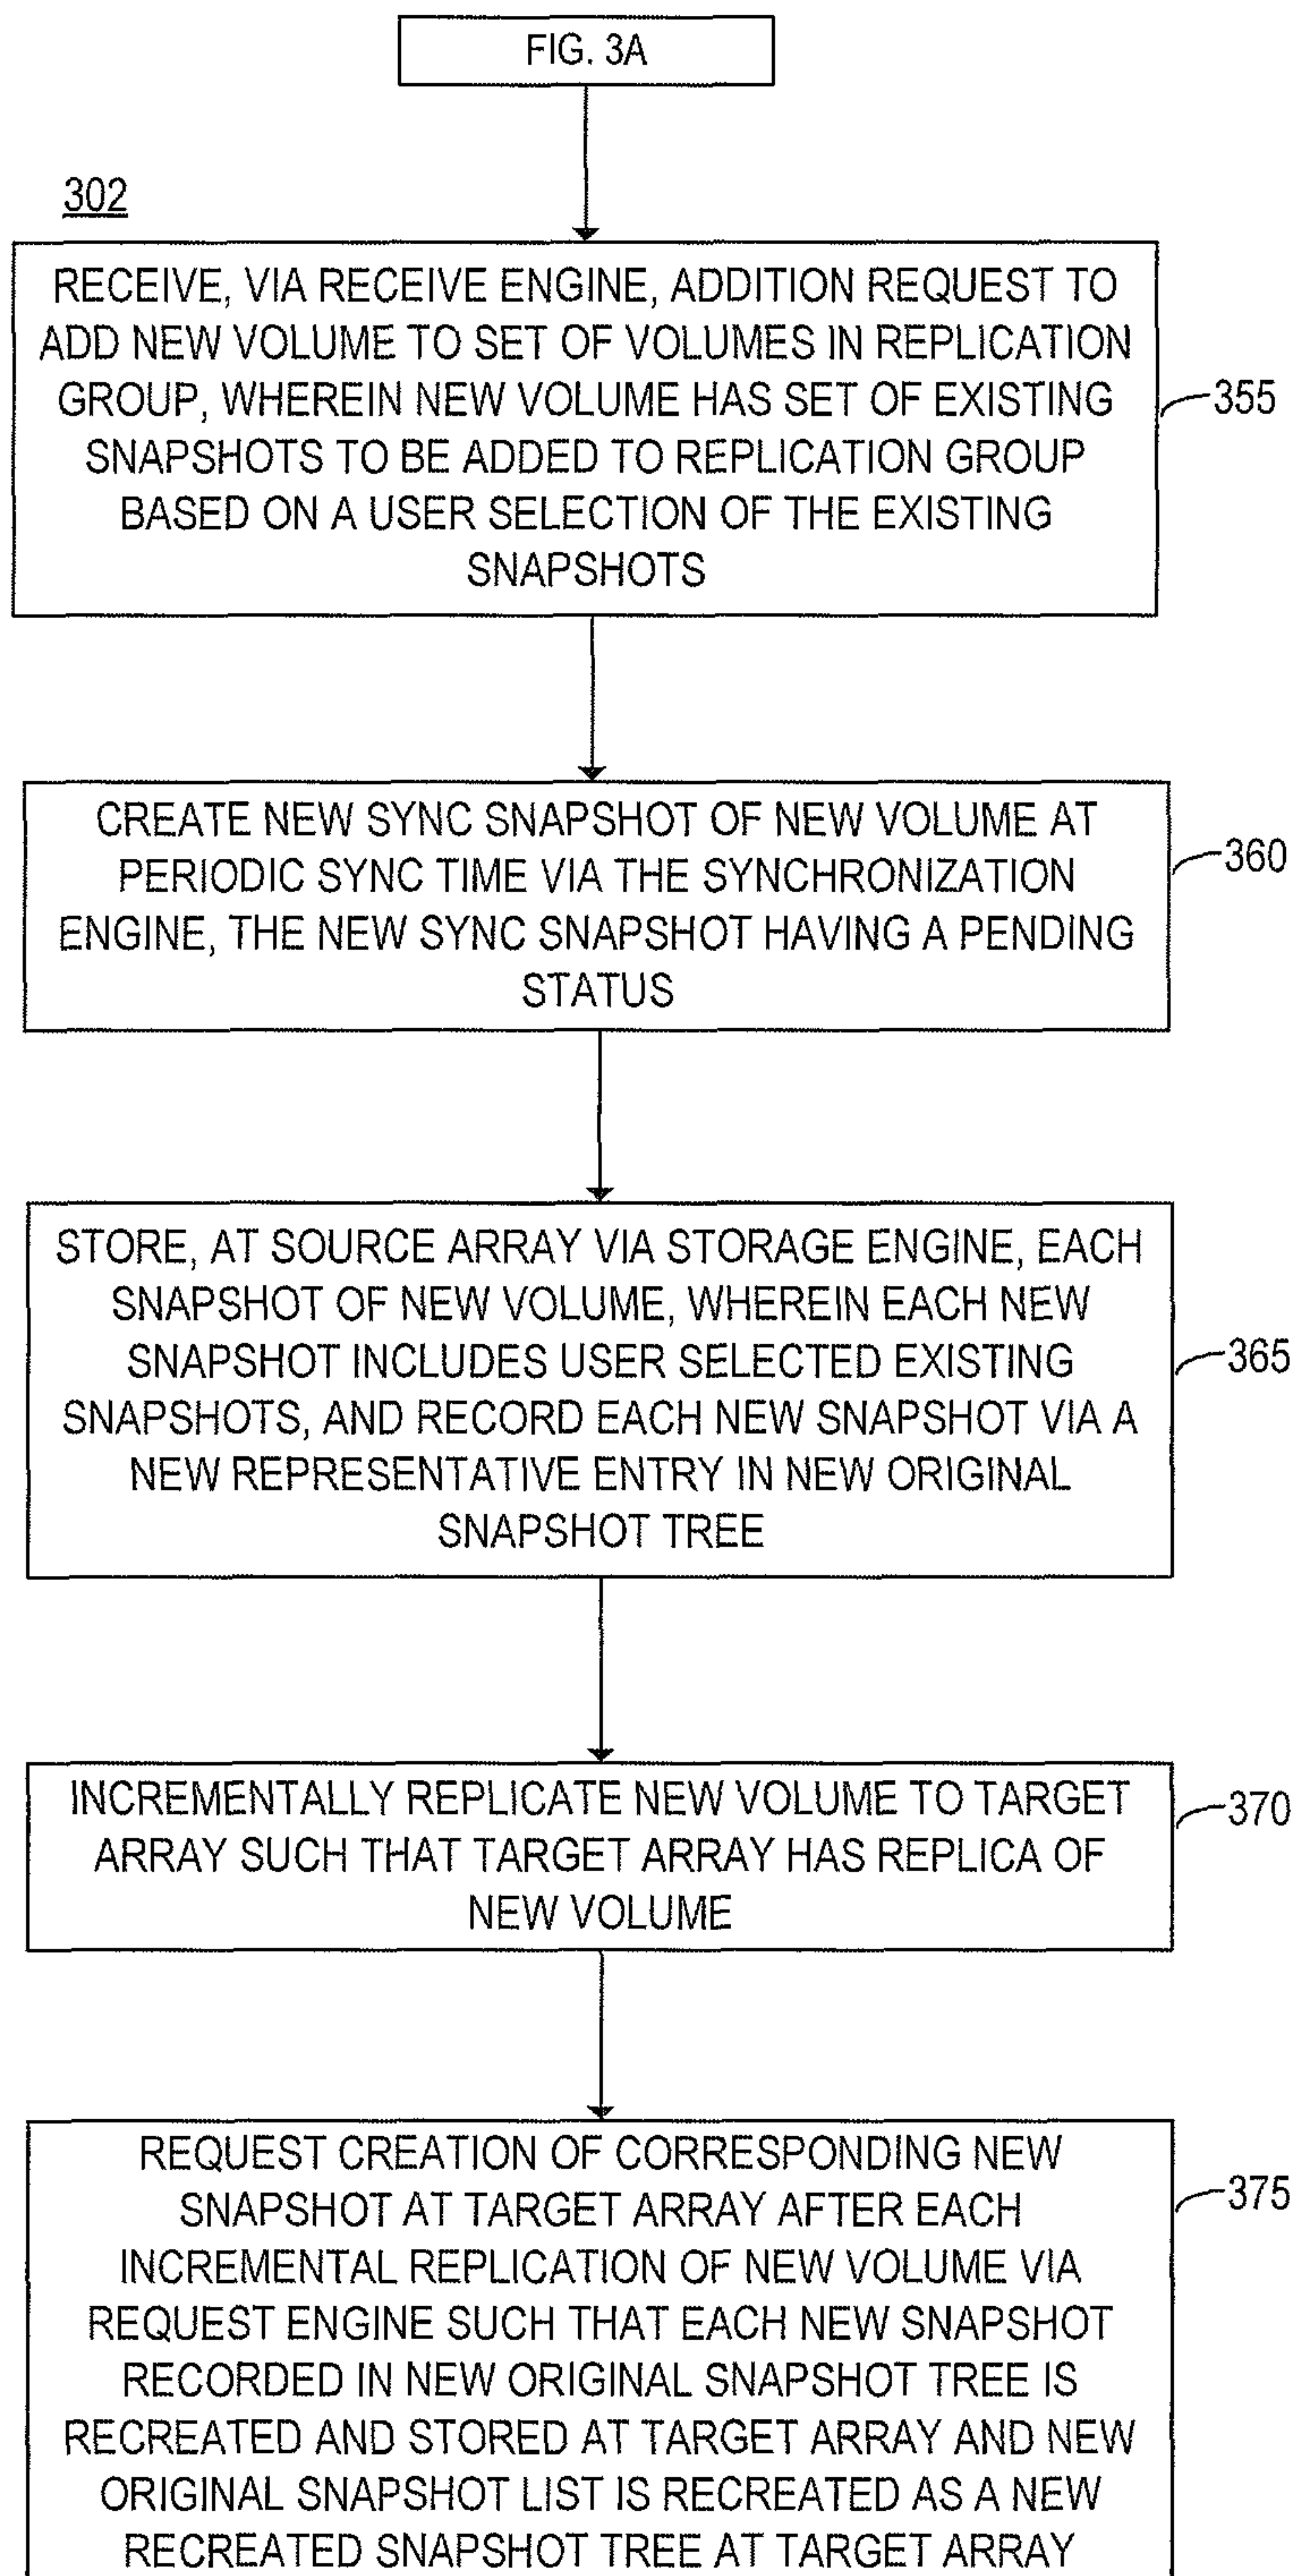 FIG. 3A
302
RECEIVE, VIA RECEIVE ENGINE, ADDITION REQUEST TO
ADD NEW VOLUME TO SET OF VOLUMES IN REPLICATION
GROUP, WHEREIN NEW VOLUME HAS SET OF EXISTING
SNAPSHOTS TO BE ADDED TO REPLICATION GROUP
BASED ON A USER SELECTION OF THE EXISTING
SNAPSHOTS
355
CREATE NEW SYNC SNAPSHOT OF NEW VOLUME AT
PERIODIC SYNC TIME VIA THE SYNCHRONIZATION
ENGINE, THE NEW SYNC SNAPSHOT HAVING A PENDING
STATUS
360
STORE, AT SOURCE ARRAY VIA STORAGE ENGINE, EACH
SNAPSHOT OF NEW VOLUME, WHEREIN EACH NEW
SNAPSHOT INCLUDES USER SELECTED EXISTING
SNAPSHOTS, AND RECORD EACH NEW SNAPSHOT VIA A
NEW REPRESENTATIVE ENTRY IN NEW ORIGINAL
SNAPSHOT TREE
365
INCREMENTALLY REPLICATE NEW VOLUME TO TARGET
ARRAY SUCH THAT TARGET ARRAY HAS REPLICA OF
NEW VOLUME
370
REQUEST CREATION OF CORRESPONDING NEW
SNAPSHOT AT TARGET ARRAY AFTER EACH
INCREMENTAL REPLICATION OF NEW VOLUME VIA
REQUEST ENGINE SUCH THAT EACH NEW SNAPSHOT
RECORDED IN NEW ORIGINAL SNAPSHOT TREE IS
RECREATED AND STORED AT TARGET ARRAY AND NEW
ORIGINAL SNAPSHOT LIST IS RECREATED AS A NEW
RECREATED SNAPSHOT TREE AT TARGET ARRAY
375